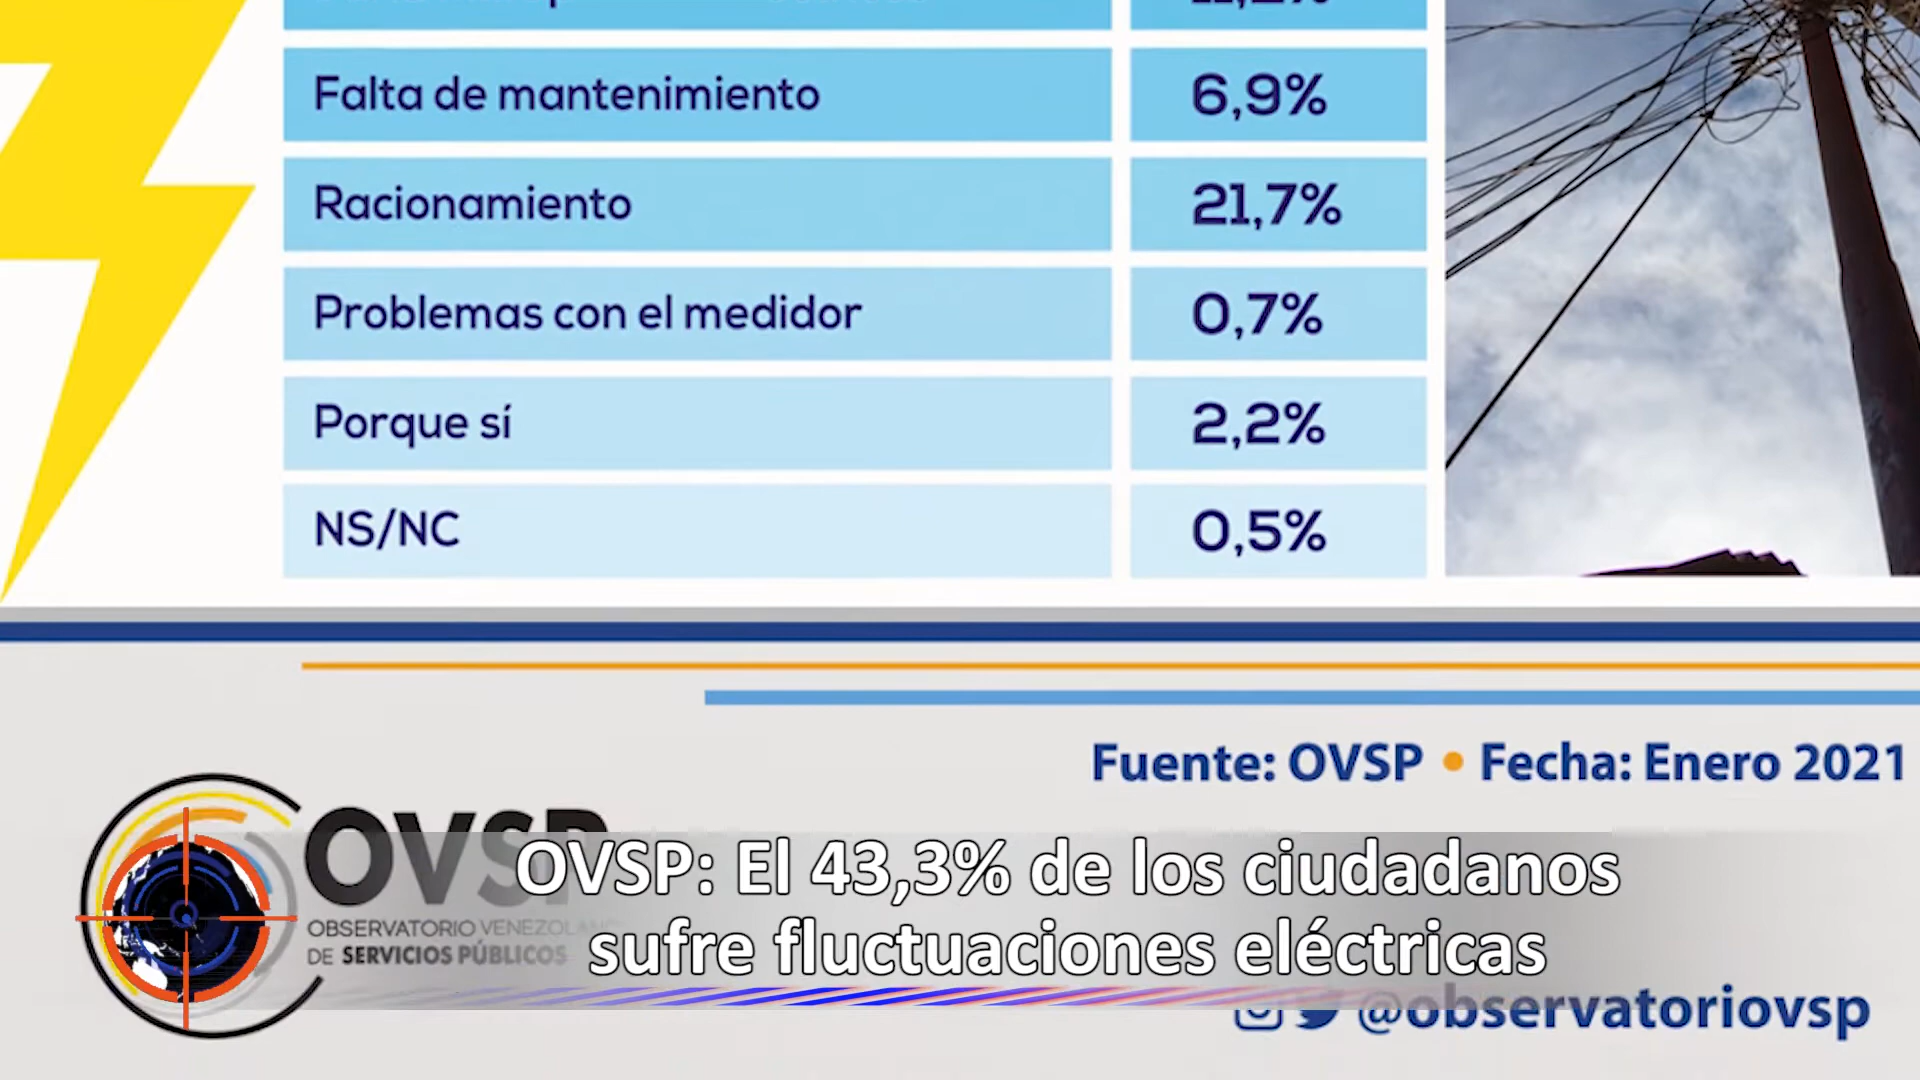 Falta de mantenimiento 6,9%
Racionamiento 21,7%
Problemas con el medidor 0,7%
Porque sí 2,2%
NS/NC 0,5%
Fuente: OVSP • Fecha: Enero 2021
OVSP
OBSERVATORIO VENEZOLANO
DE SERVICIOS PÚBLICOS
OVSP: El 43,3% de los ciudadanos
sufre fluctuaciones eléctricas
@observatoriovsp